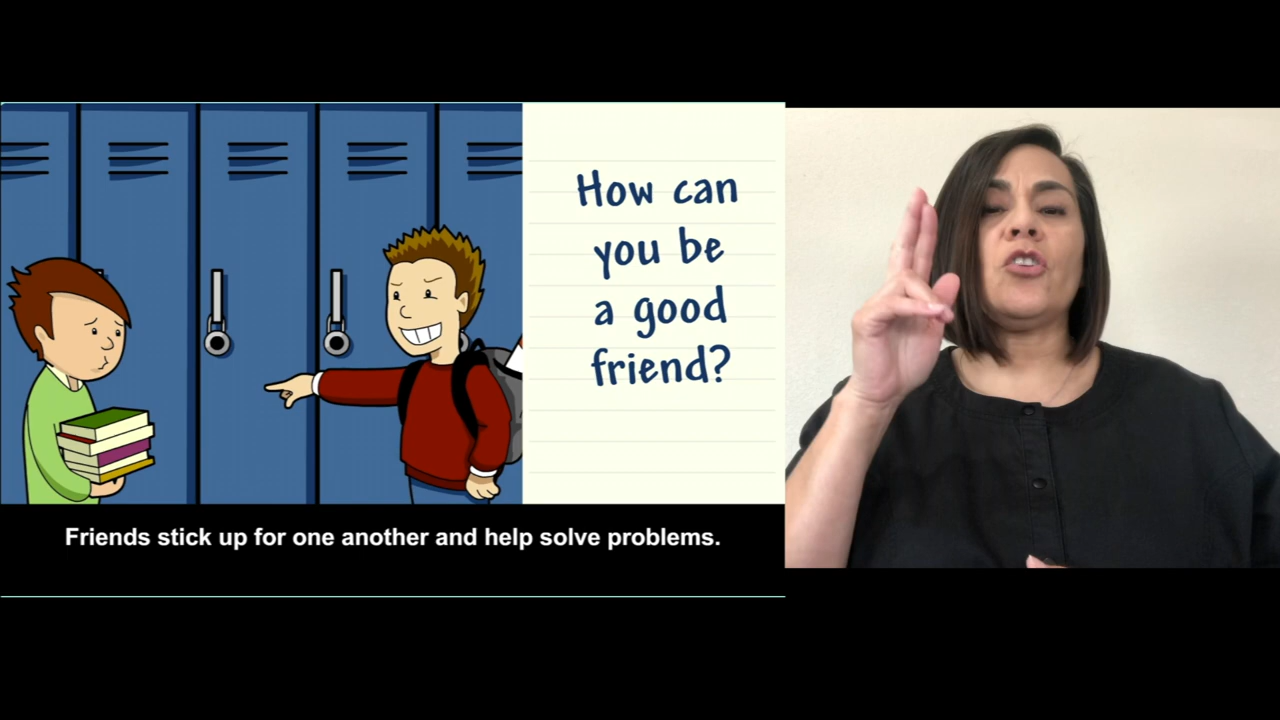 How can
you be
a good
friend?
Friends stick up for one another and help solve problems.